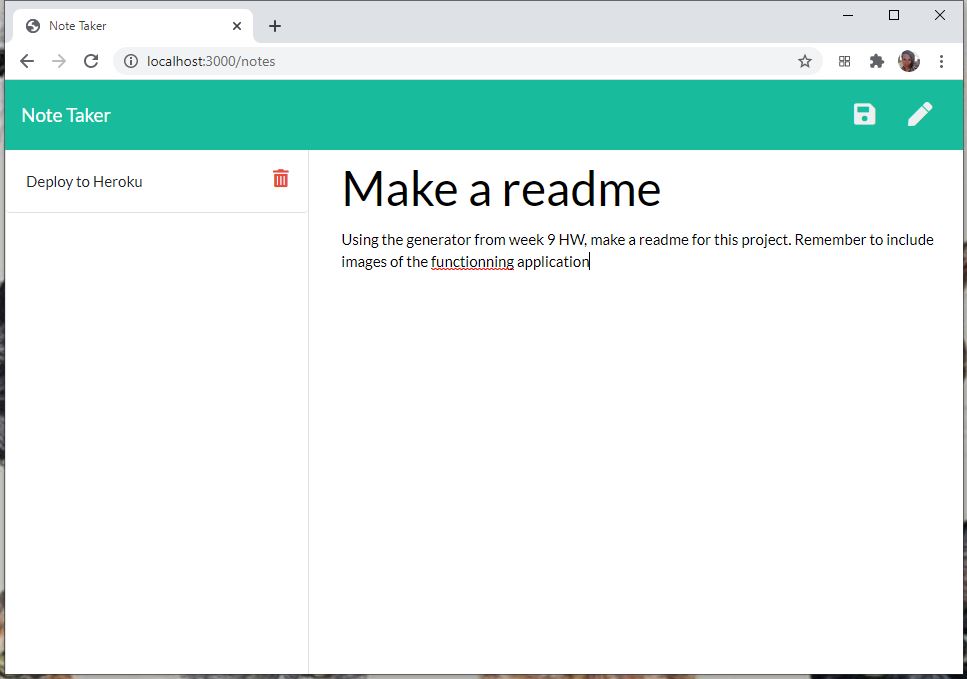 Note Taker
localhost:3000/notes
Note Taker
Deploy to Heroku
Make a readme
Using the generator from week 9 HW, make a readme for this project. Remember to include
images of the functionning application